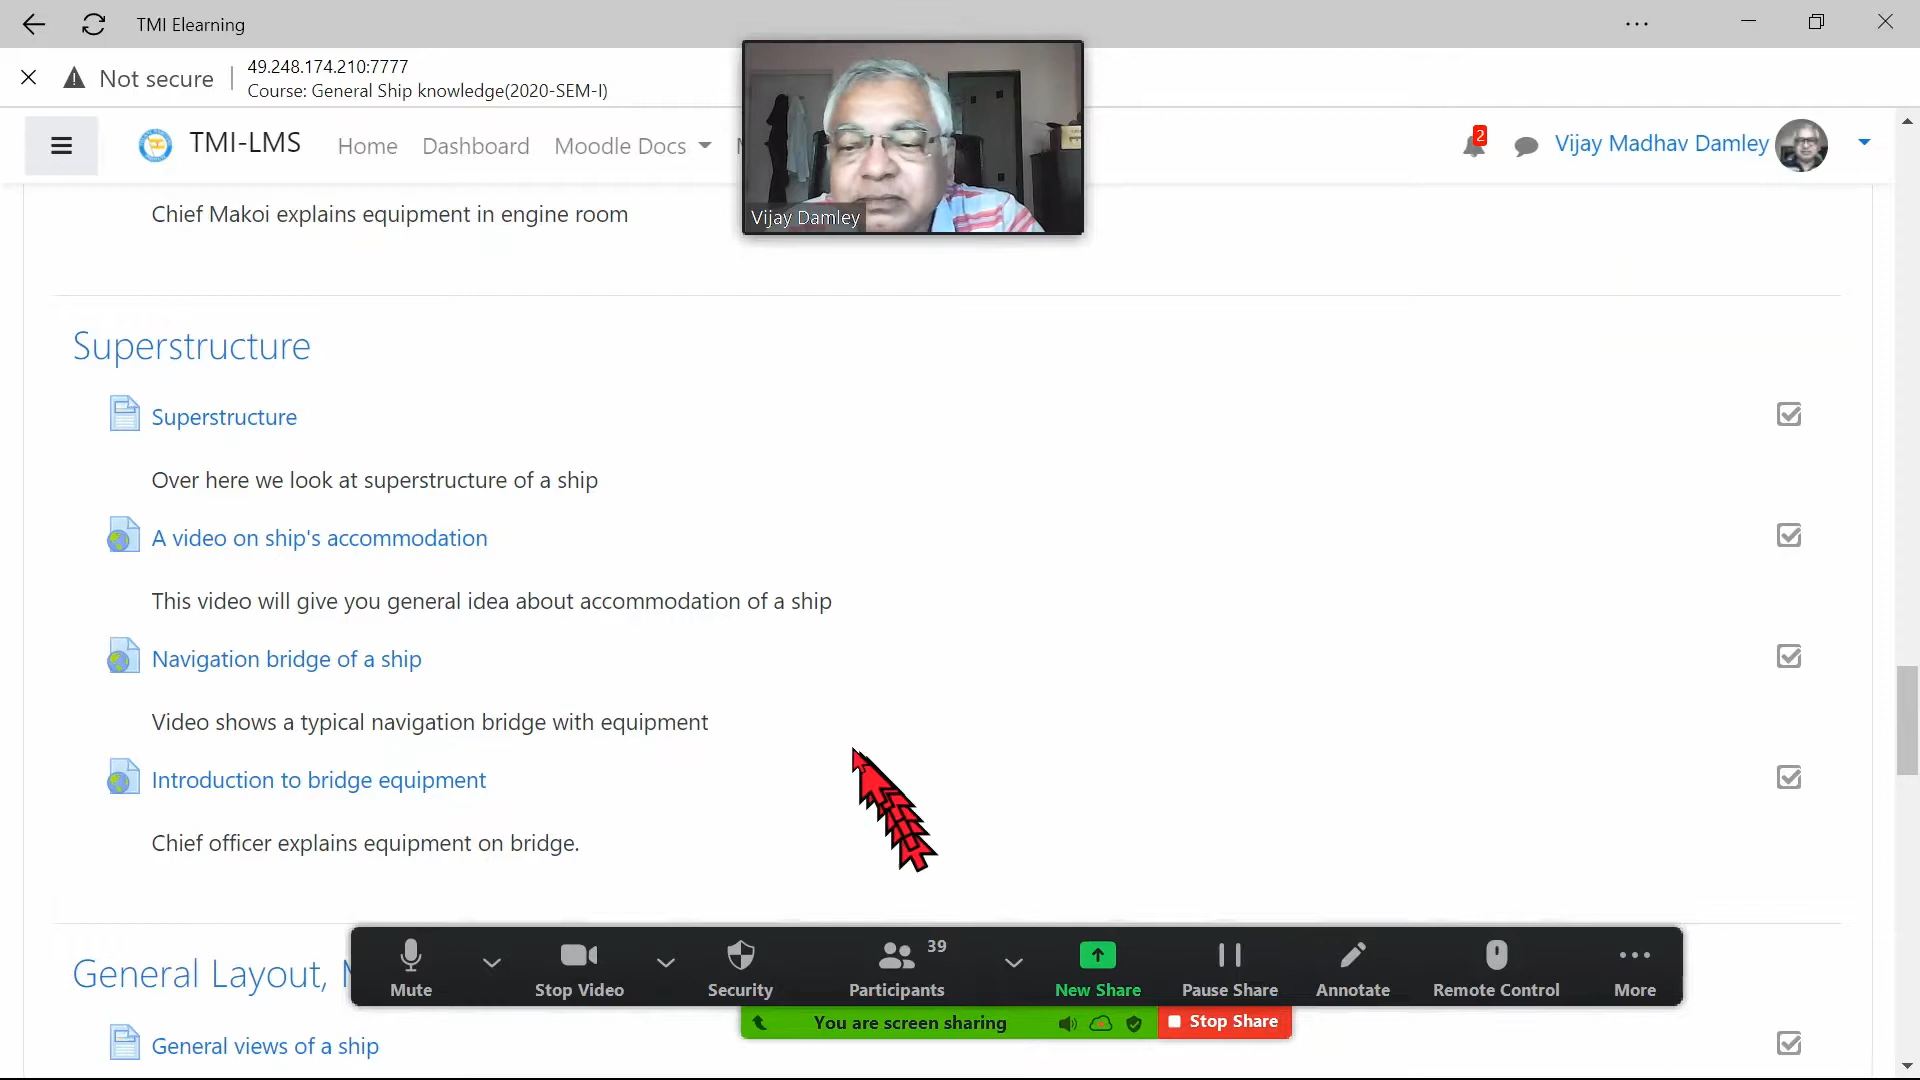 TMI Elearning
Not secure
49.248.174.210:7777
Course: General Ship knowledge(2020-SEM-I)
TMI-LMS
Home
Dashboard
Moodle Docs
2
Vijay Madhav Damley
Vijay Damley
Chief Makoi explains equipment in engine room
Superstructure
Superstructure
Over here we look at superstructure of a ship
A video on ship's accommodation
This video will give you general idea about accommodation of a ship
Navigation bridge of a ship
Video shows a typical navigation bridge with equipment
Introduction to bridge equipment
Chief officer explains equipment on bridge.
General Layout,
39
Mute
Stop Video
Security
Participants
New Share
Pause Share
Annotate
Remote Control
More
You are screen sharing
Stop Share
General views of a ship